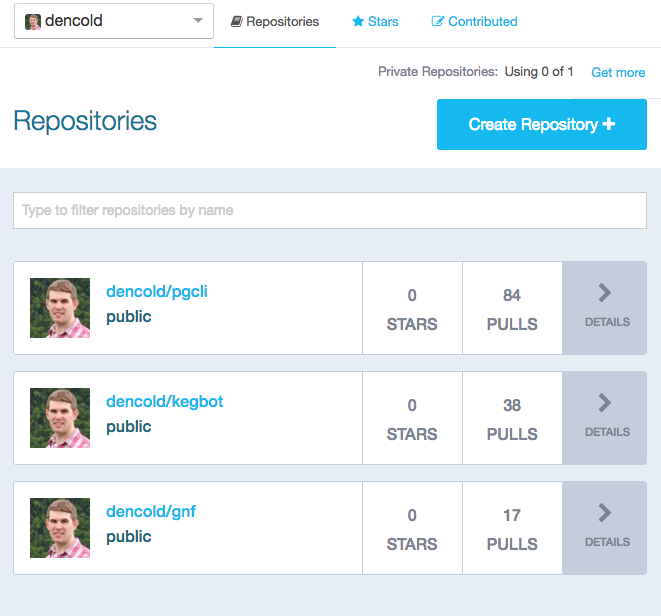 dencold
Repositories
Stars
Contributed
Private Repositories: Using 0 of 1 Get more
Repositories
Create Repository +
Type to filter repositories by name
dencold/pgcli
public
0
STARS
84
PULLS
DETAILS
dencold/kegbot
public
0
STARS
38
PULLS
DETAILS
dencold/gnf
public
0
STARS
17
PULLS
DETAILS